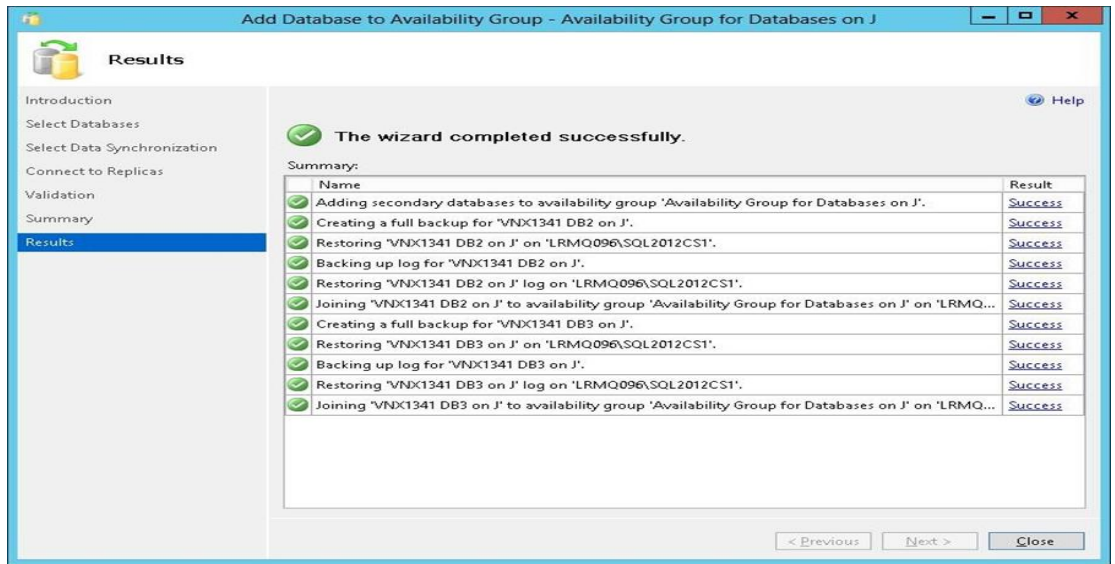 Add Database to Availability Group - Availability Group for Databases on J
Results
Introduction
Select Databases
Select Data Synchronization
Connect to Replicas
Validation
Summary
Results
Help
The wizard completed successfully.
Summary:
Name Result
Adding secondary databases to availability group 'Availability Group for Databases on J'. Success
Creating a full backup for 'VNX1341 DB2 on J'. Success
Restoring 'VNX1341 DB2 on J' on 'LRMQ096\SQL2012CS1'. Success
Backing up log for 'VNX1341 DB2 on J'. Success
Restoring 'VNX1341 DB2 on J' log on 'LRMQ096\SQL2012CS1'. Success
Joining 'VNX1341 DB2 on J' to availability group 'Availability Group for Databases on J' on 'LRMQ... Success
Creating a full backup for 'VNX1341 DB3 on J'. Success
Restoring 'VNX1341 DB3 on J' on 'LRMQ096\SQL2012CS1'. Success
Backing up log for 'VNX1341 DB3 on J'. Success
Restoring 'VNX1341 DB3 on J' log on 'LRMQ096\SQL2012CS1'. Success
Joining 'VNX1341 DB3 on J' to availability group 'Availability Group for Databases on J' on 'LRMQ... Success
< Previous Next > Close